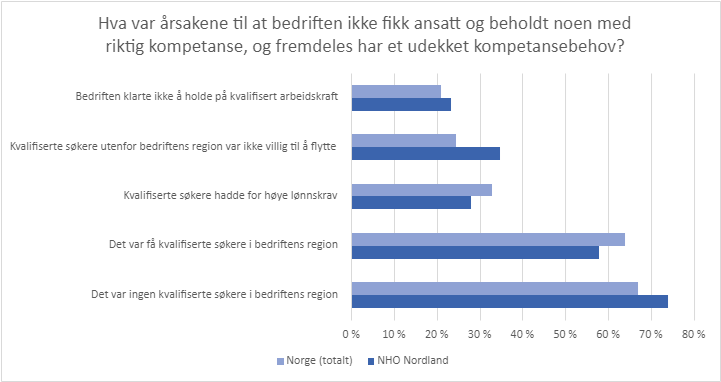 Hva var årsakene til at bedriften ikke fikk ansatt og beholdt noen med
riktig kompetanse, og fremdeles har et udekket kompetansebehov?
Bedriften klarte ikke å holde på kvalifisert arbeidskraft
Kvalifiserte søkere utenfor bedriftens region var ikke villig til å flytte
Kvalifiserte søkere hadde for høye lønnskrav
Det var få kvalifiserte søkere i bedriftens region
Det var ingen kvalifiserte søkere i bedriftens region
0 % 10 % 20 % 30 % 40 % 50 % 60 % 70 % 80 %
Norge (totalt) NHO Nordland